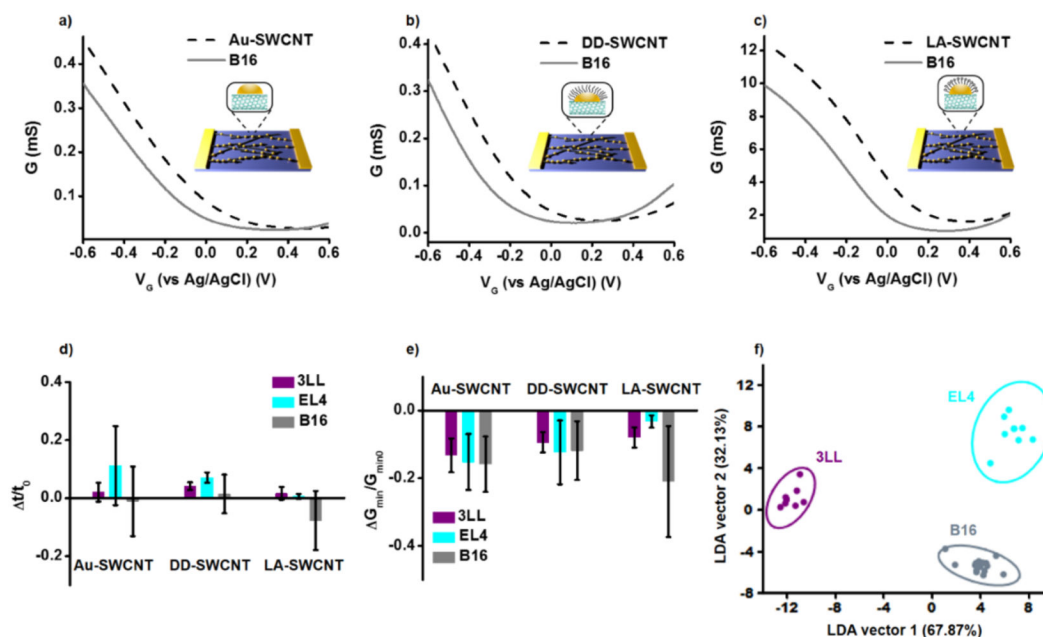 a)
Au-SWCNT
B16
G (mS)
0.4
0.3
0.2
0.1
-0.6 -0.4 -0.2 0.0 0.2 0.4 0.6
V_G (vs Ag/AgCl) (V)
b)
DD-SWCNT
B16
G (mS)
0.4
0.3
0.2
0.1
0.0
-0.6 -0.4 -0.2 0.0 0.2 0.4 0.6
V_G (vs Ag/AgCl) (V)
c)
LA-SWCNT
B16
G (mS)
12
10
8
6
4
2
-0.6 -0.4 -0.2 0.0 0.2 0.4 0.6
V_G (vs Ag/AgCl) (V)
d)
3LL
EL4
B16
Δt/t_0
0.4
0.2
0.0
-0.2
Au-SWCNT DD-SWCNT LA-SWCNT
e)
Au-SWCNT DD-SWCNT LA-SWCNT
ΔG_min/G_min0
0.0
-0.2
-0.4
3LL
EL4
B16
f)
EL4
3LL
B16
LDA vector 2 (32.13%)
12
8
4
0
-4
-8
-12 -8 -4 0 4 8
LDA vector 1 (67.87%)